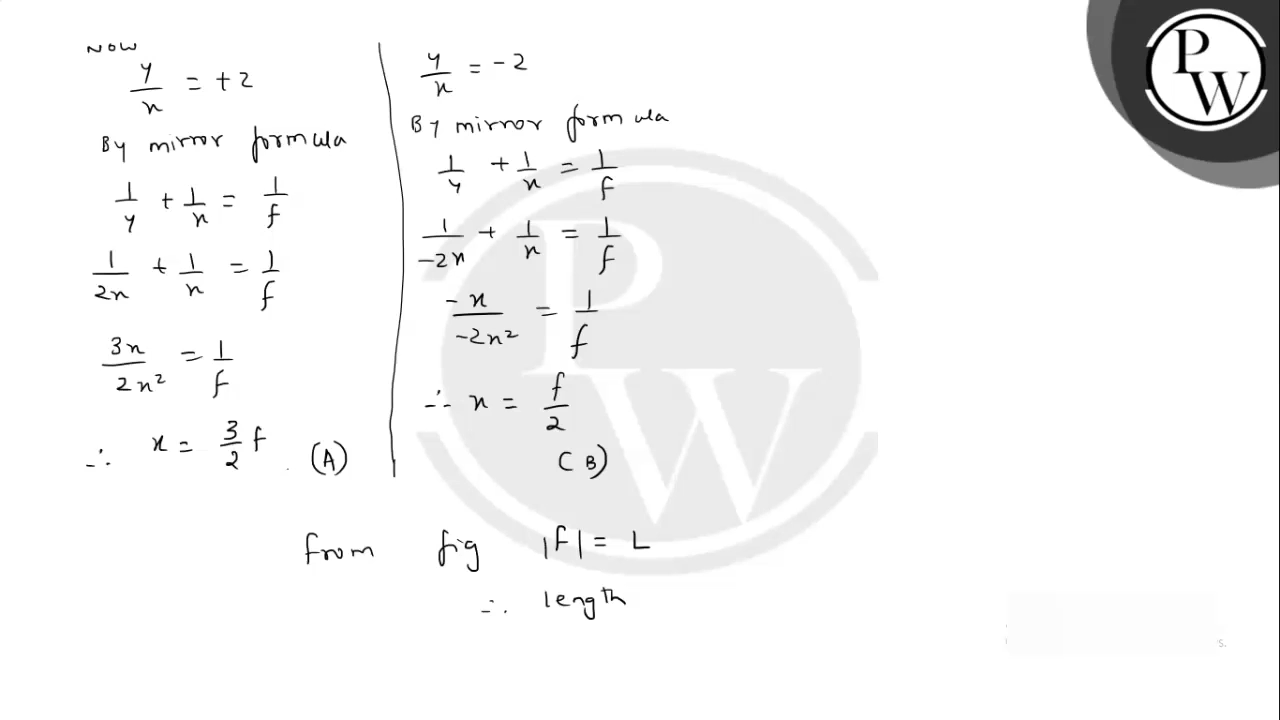 NOW
y/x = +2
By mirror formula
1/y + 1/x = 1/f
1/2x + 1/x = 1/f
3x/2x² = 1/f
∴ x = 3/2 f (A)
y/x = -2
By mirror formula
1/y + 1/x = 1/f
1/-2x + 1/x = 1/f
-x/-2x² = 1/f
∴ x = f/2
(B)
from fig |f| = L
∴ length
PW
PW
s.